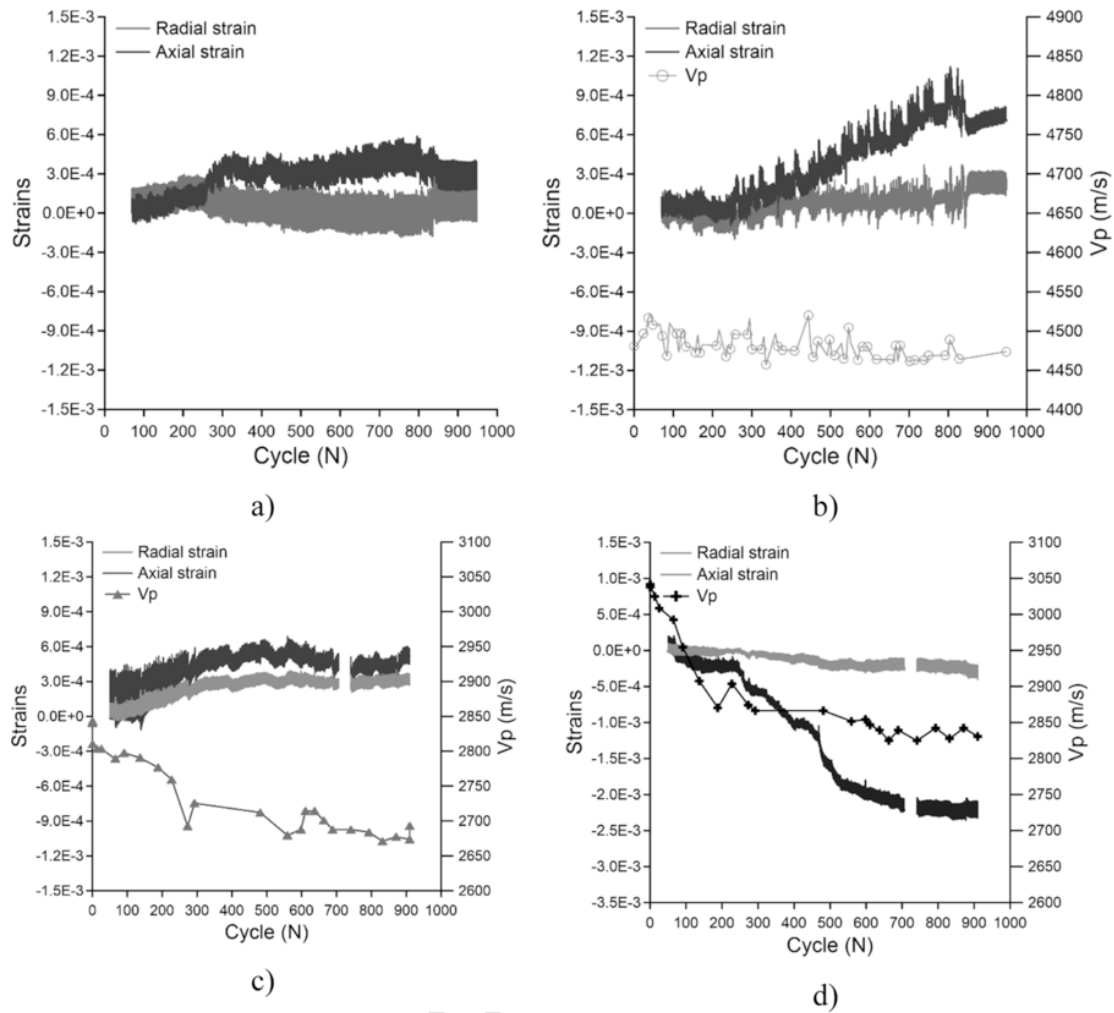 1.5E-3
1.2E-3
9.0E-4
6.0E-4
3.0E-4
0.0E+0
-3.0E-4
-6.0E-4
-9.0E-4
-1.2E-3
-1.5E-3
Strains
Radial strain
Axial strain
0 100 200 300 400 500 600 700 800 900 1000
Cycle (N)
a)
1.5E-3
1.2E-3
9.0E-4
6.0E-4
3.0E-4
0.0E+0
-3.0E-4
-6.0E-4
-9.0E-4
-1.2E-3
-1.5E-3
Strains
Radial strain
Axial strain
Vp
4900
4850
4800
4750
4700
4650
4600
4550
4500
4450
4400
Vp (m/s)
0 100 200 300 400 500 600 700 800 900 1000
Cycle (N)
b)
1.5E-3
1.2E-3
9.0E-4
6.0E-4
3.0E-4
0.0E+0
-3.0E-4
-6.0E-4
-9.0E-4
-1.2E-3
-1.5E-3
Strains
Radial strain
Axial strain
Vp
3100
3050
3000
2950
2900
2850
2800
2750
2700
2650
2600
Vp (m/s)
0 100 200 300 400 500 600 700 800 900 1000
Cycle (N)
c)
1.5E-3
1.0E-3
5.0E-4
0.0E+0
-5.0E-4
-1.0E-3
-1.5E-3
-2.0E-3
-2.5E-3
-3.0E-3
-3.5E-3
Strains
Radial strain
Axial strain
Vp
3100
3050
3000
2950
2900
2850
2800
2750
2700
2650
2600
Vp (m/s)
0 100 200 300 400 500 600 700 800 900 1000
Cycle (N)
d)